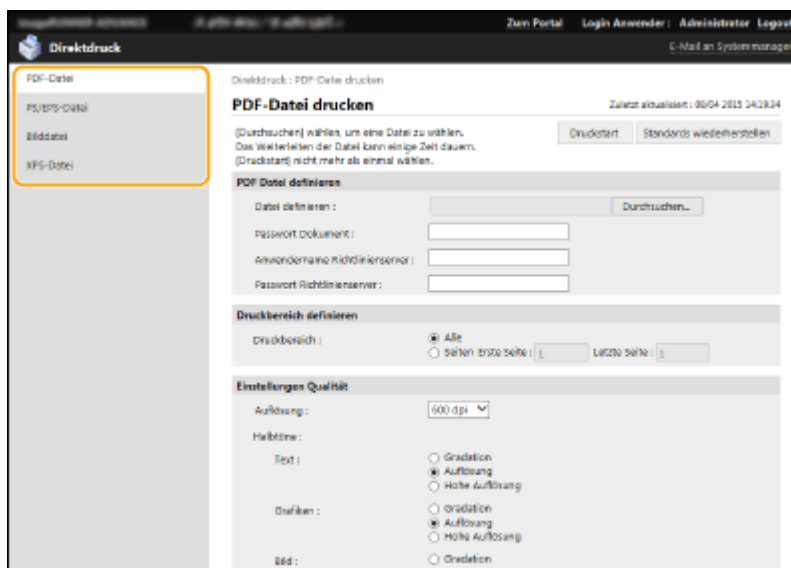 Zum Portal Login Anwender : Administrator Logout
Direktdruck
E-Mail an Systemmanager
PDF-Datei
PS/EPS-Datei
Bilddatei
XPS-Datei
Direktdruck : PDF-Datei drucken
PDF-Datei drucken
Zuletzt aktualisiert : 09/04 2015 14:19:34
[Durchsuchen] wählen, um eine Datei zu wählen.
Das Weiterleiten der Datei kann einige Zeit dauern.
[Druckstart] nicht mehr als einmal wählen.
Druckstart Standards wiederherstellen
PDF Datei definieren
Datei definieren : Durchsuchen...
Passwort Dokument :
Anwendername Richtlinienserver :
Passwort Richtlinienserver :
Druckbereich definieren
Druckbereich : Alle
Seiten Erste Seite : 1 Letzte Seite : 1
Einstellungen Qualität
Auflösung : 600 dpi
Halbtöne :
Text : Gradation
Auflösung
Hohe Auflösung
Grafiken : Gradation
Auflösung
Hohe Auflösung
Bild : Gradation